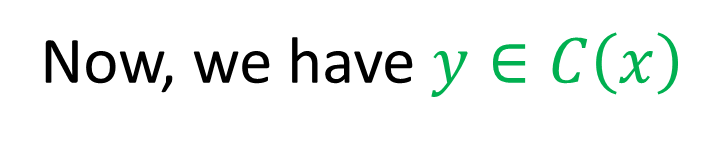 Now, we have 𝑦 ∈ 𝐶(𝑥)